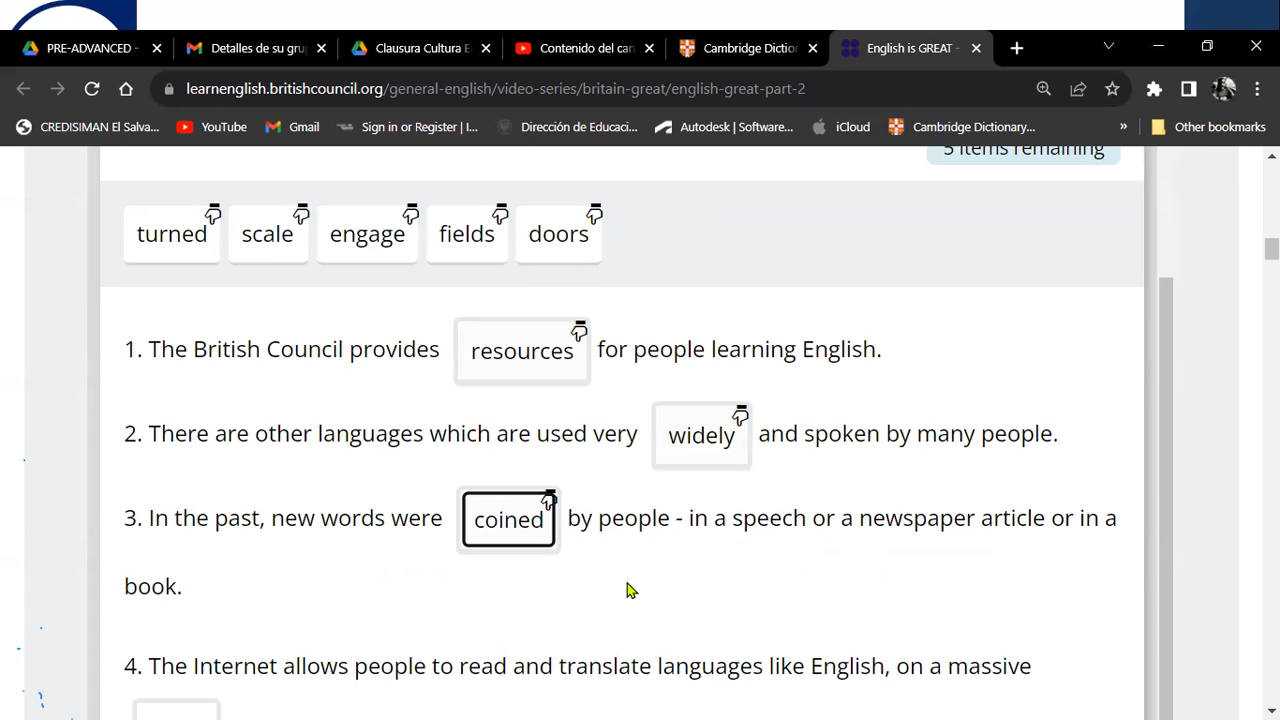 PRE-ADVANCED -
Detalles de su gru
Clausura Cultura E
Contenido del can
Cambridge Dictior
English is GREAT -
learnenglish.britishcouncil.org/general-english/video-series/britain-great/english-great-part-2
CREDISIMAN El Salva...
YouTube
Gmail
Sign in or Register | I...
Dirección de Educaci...
Autodesk | Software...
iCloud
Cambridge Dictionary...
»
Other bookmarks
5 items remaining
turned scale engage fields doors
1. The British Council provides resources for people learning English.
2. There are other languages which are used very widely and spoken by many people.
3. In the past, new words were coined by people - in a speech or a newspaper article or in a
book.
4. The Internet allows people to read and translate languages like English, on a massive